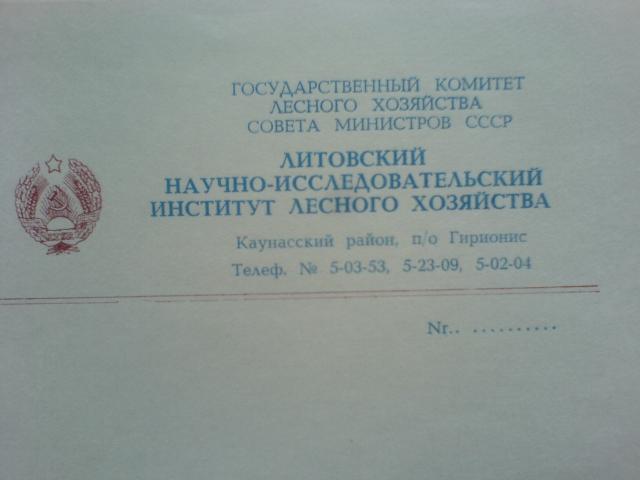 ГОСУДАРСТВЕННЫЙ КОМИТЕТ
ЛЕСНОГО ХОЗЯЙСТВА
СОВЕТА МИНИСТРОВ СССР
ЛИТОВСКИЙ
НАУЧНО-ИССЛЕДОВАТЕЛЬСКИЙ
ИНСТИТУТ ЛЕСНОГО ХОЗЯЙСТВА
Каунасский район, п/о Гирионис
Телеф. № 5-03-53, 5-23-09, 5-02-04
Nr.. ..........